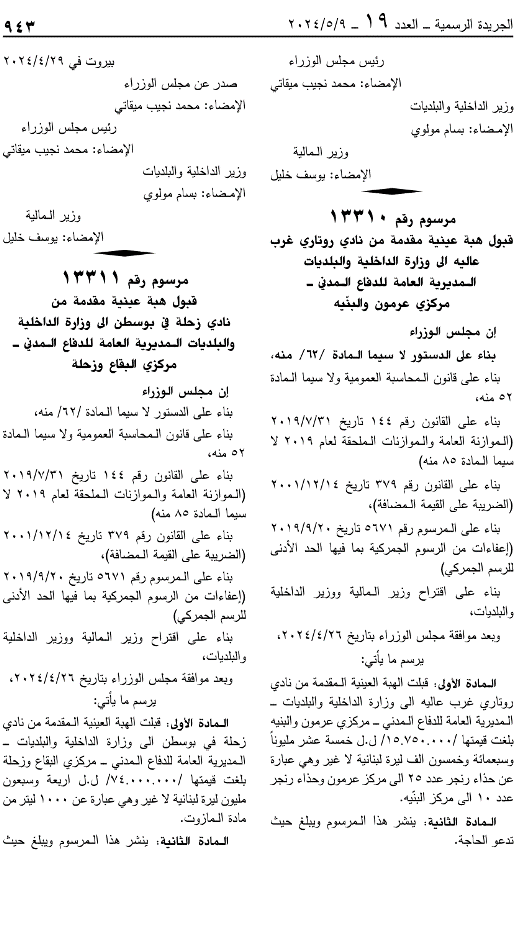 الجريدة الرسمية ــ العدد ١٩ ــ ٢٠٢٤/٥/٩
٩٤٣
رئيس مجلس الوزراء
الإمضاء: محمد نجيب ميقاتي
وزير الداخلية والبلديات
الإمضاء: بسام مولوي
وزير المالية
الإمضاء: يوسف خليل
مرسوم رقم ١٣٣١٠
قبول هبة عينية مقدمة من نادي روتاري غرب
عاليه الى وزارة الداخلية والبلديات
المديرية العامة للدفاع المدني ــ
مركزي عرمون والبنّيه
إن مجلس الوزراء
بناء على الدستور لا سيما المادة /٦٢/ منه،
بناء على قانون المحاسبة العمومية ولا سيما المادة
٥٢ منه،
بناء على القانون رقم ١٤٤ تاريخ ٢٠١٩/٧/٣١
(الموازنة العامة والموازنات الملحقة لعام ٢٠١٩ لا
سيما المادة ٨٥ منه)
بناء على القانون رقم ٣٧٩ تاريخ ٢٠٠١/١٢/١٤
(الضريبة على القيمة المضافة)،
بناء على المرسوم رقم ٥٦٧١ تاريخ ٢٠١٩/٩/٢٠
(إعفاءات من الرسوم الجمركية بما فيها الحد الأدنى
للرسم الجمركي)
بناء على اقتراح وزير المالية ووزير الداخلية
والبلديات،
وبعد موافقة مجلس الوزراء بتاريخ ٢٠٢٤/٤/٢٦،
يرسم ما يأتي:
المادة الأولى: قبلت الهبة العينية المقدمة من نادي
روتاري غرب عاليه الى وزارة الداخلية والبلديات ــ
المديرية العامة للدفاع المدني ــ مركزي عرمون والبنيه
بلغت قيمتها /١٥.٧٥٠.٠٠٠/ ل.ل خمسة عشر مليوناً
وسبعمائة وخمسون ألف ليرة لبنانية لا غير وهي عبارة
عن حذاء رنجر عدد ٢٥ الى مركز عرمون وحذاء رنجر
عدد ١٠ الى مركز البنّيه.
المادة الثانية: ينشر هذا المرسوم ويبلغ حيث
تدعو الحاجة.
بيروت في ٢٠٢٤/٤/٢٩
صدر عن مجلس الوزراء
الإمضاء: محمد نجيب ميقاتي
رئيس مجلس الوزراء
الإمضاء: محمد نجيب ميقاتي
وزير الداخلية والبلديات
الإمضاء: بسام مولوي
وزير المالية
الإمضاء: يوسف خليل
مرسوم رقم ١٣٣١١
قبول هبة عينية مقدمة من
نادي زحلة في بوسطن الى وزارة الداخلية
والبلديات المديرية العامة للدفاع المدني ــ
مركزي البقاع وزحلة
إن مجلس الوزراء
بناء على الدستور لا سيما المادة /٦٢/ منه،
بناء على قانون المحاسبة العمومية ولا سيما المادة
٥٢ منه،
بناء على القانون رقم ١٤٤ تاريخ ٢٠١٩/٧/٣١
(الموازنة العامة والموازنات الملحقة لعام ٢٠١٩ لا
سيما المادة ٨٥ منه)
بناء على القانون رقم ٣٧٩ تاريخ ٢٠٠١/١٢/١٤
(الضريبة على القيمة المضافة)،
بناء على المرسوم رقم ٥٦٧١ تاريخ ٢٠١٩/٩/٢٠
(إعفاءات من الرسوم الجمركية بما فيها الحد الأدنى
للرسم الجمركي)
بناء على اقتراح وزير المالية ووزير الداخلية
والبلديات،
وبعد موافقة مجلس الوزراء بتاريخ ٢٠٢٤/٤/٢٦،
يرسم ما يأتي:
المادة الأولى: قبلت الهبة العينية المقدمة من نادي
زحلة في بوسطن الى وزارة الداخلية والبلديات ــ
المديرية العامة للدفاع المدني ــ مركزي البقاع وزحلة
بلغت قيمتها /٧٤.٠٠٠.٠٠٠/ ل.ل اربعة وسبعون
مليون ليرة لبنانية لا غير وهي عبارة عن ١٠٠٠ ليتر من
مادة المازوت.
المادة الثانية: ينشر هذا المرسوم ويبلغ حيث